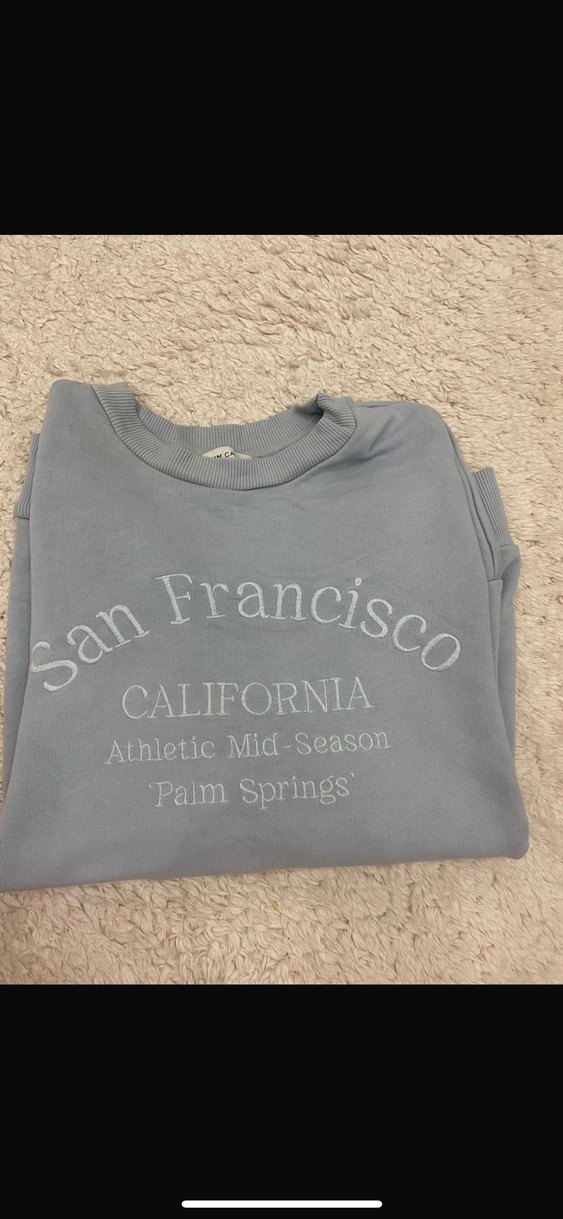 San Francisco
CALIFORNIA
Athletic Mid-Season
'Palm Springs'